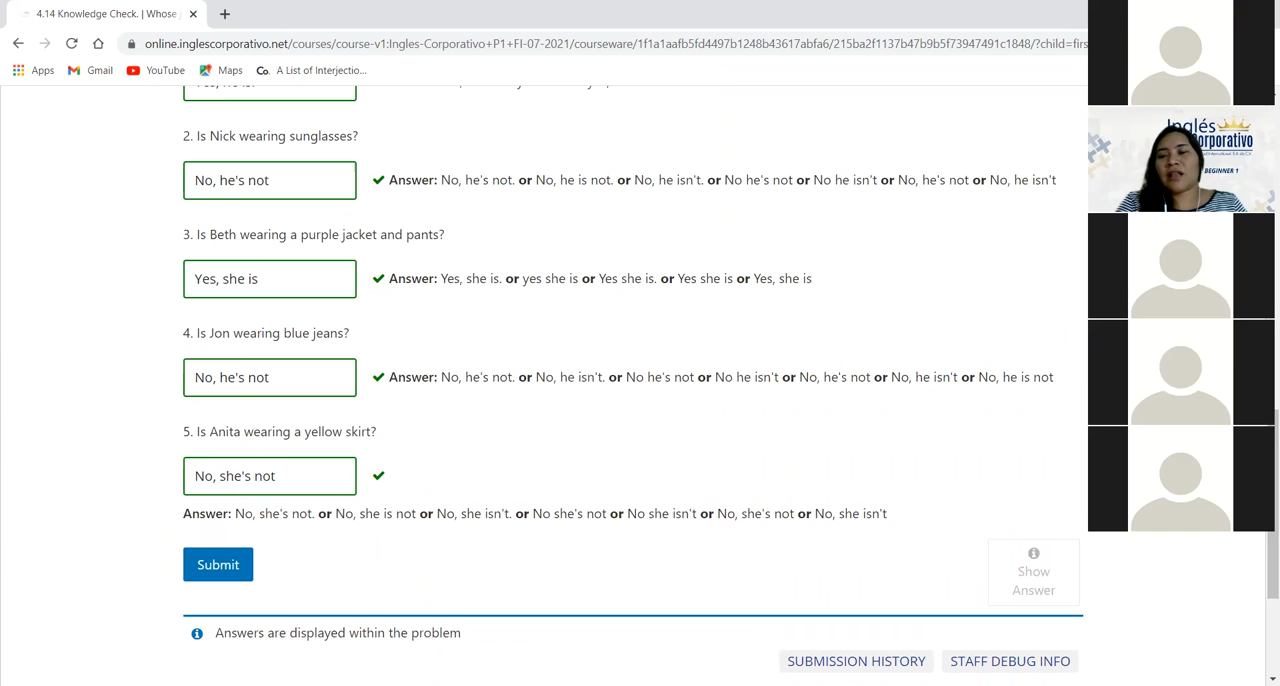 4.14 Knowledge Check. | Whose
online.inglescorporativo.net/courses/course-v1:Ingles-Corporativo+P1+FI-07-2021/courseware/1f1a1aafb5fd4497b1248b43617abfa6/215ba2f1137b47b9b5f73947491c1848/?child=firs
Apps Gmail YouTube Maps Co. A List of Interjectio...
2. Is Nick wearing sunglasses?
No, he's not
Answer: No, he's not. or No, he is not. or No, he isn't. or No he's not or No he isn't or No, he's not or No, he isn't
3. Is Beth wearing a purple jacket and pants?
Yes, she is
Answer: Yes, she is. or yes she is or Yes she is. or Yes she is or Yes, she is
4. Is Jon wearing blue jeans?
No, he's not
Answer: No, he's not. or No, he isn't. or No he's not or No he isn't or No, he's not or No, he isn't or No, he is not
5. Is Anita wearing a yellow skirt?
No, she's not
Answer: No, she's not. or No, she is not or No, she isn't. or No she's not or No she isn't or No, she's not or No, she isn't
Submit
Show
Answer
Answers are displayed within the problem
SUBMISSION HISTORY STAFF DEBUG INFO
Inglés
BEGINNER 1